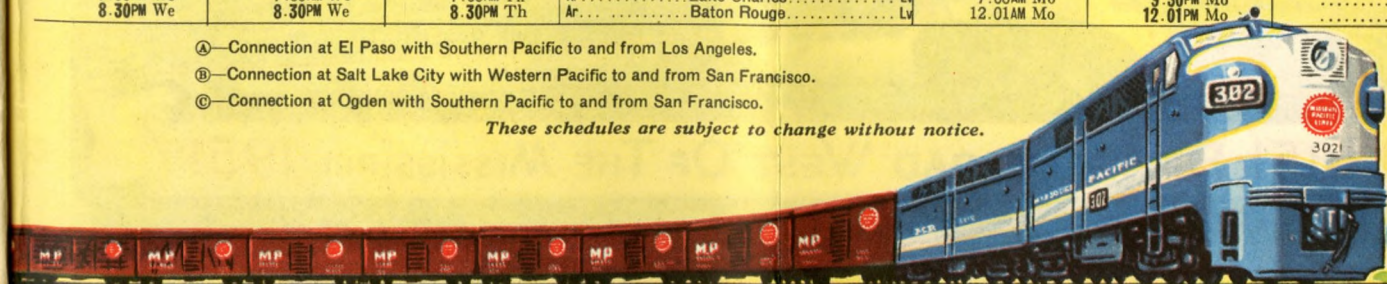 8.30PM We 8.30PM We 8.30PM Th Ar... Baton Rouge... Lv 12.01AM Mo 12.01PM Mo
Ⓐ—Connection at El Paso with Southern Pacific to and from Los Angeles.
Ⓑ—Connection at Salt Lake City with Western Pacific to and from San Francisco.
Ⓒ—Connection at Ogden with Southern Pacific to and from San Francisco.
These schedules are subject to change without notice.
302
MISSOURI
PACIFIC
LINES
3021
PACIFIC
302
MP MP MP MP MP MP MP MP